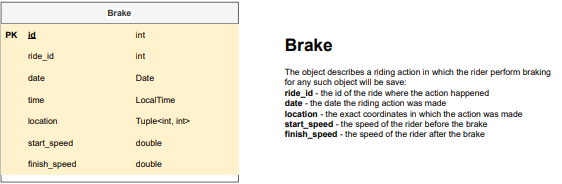 Brake
PK id int
ride_id int
date Date
time LocalTime
location Tuple<int, int>
start_speed double
finish_speed double
Brake
The object describes a riding action in which the rider perform braking
for any such object will be save:
ride_id - the id of the ride where the action happened
date - the date the riding action was made
location - the exact coordinates in which the action was made
start_speed - the speed of the rider before the brake
finish_speed - the speed of the rider after the brake